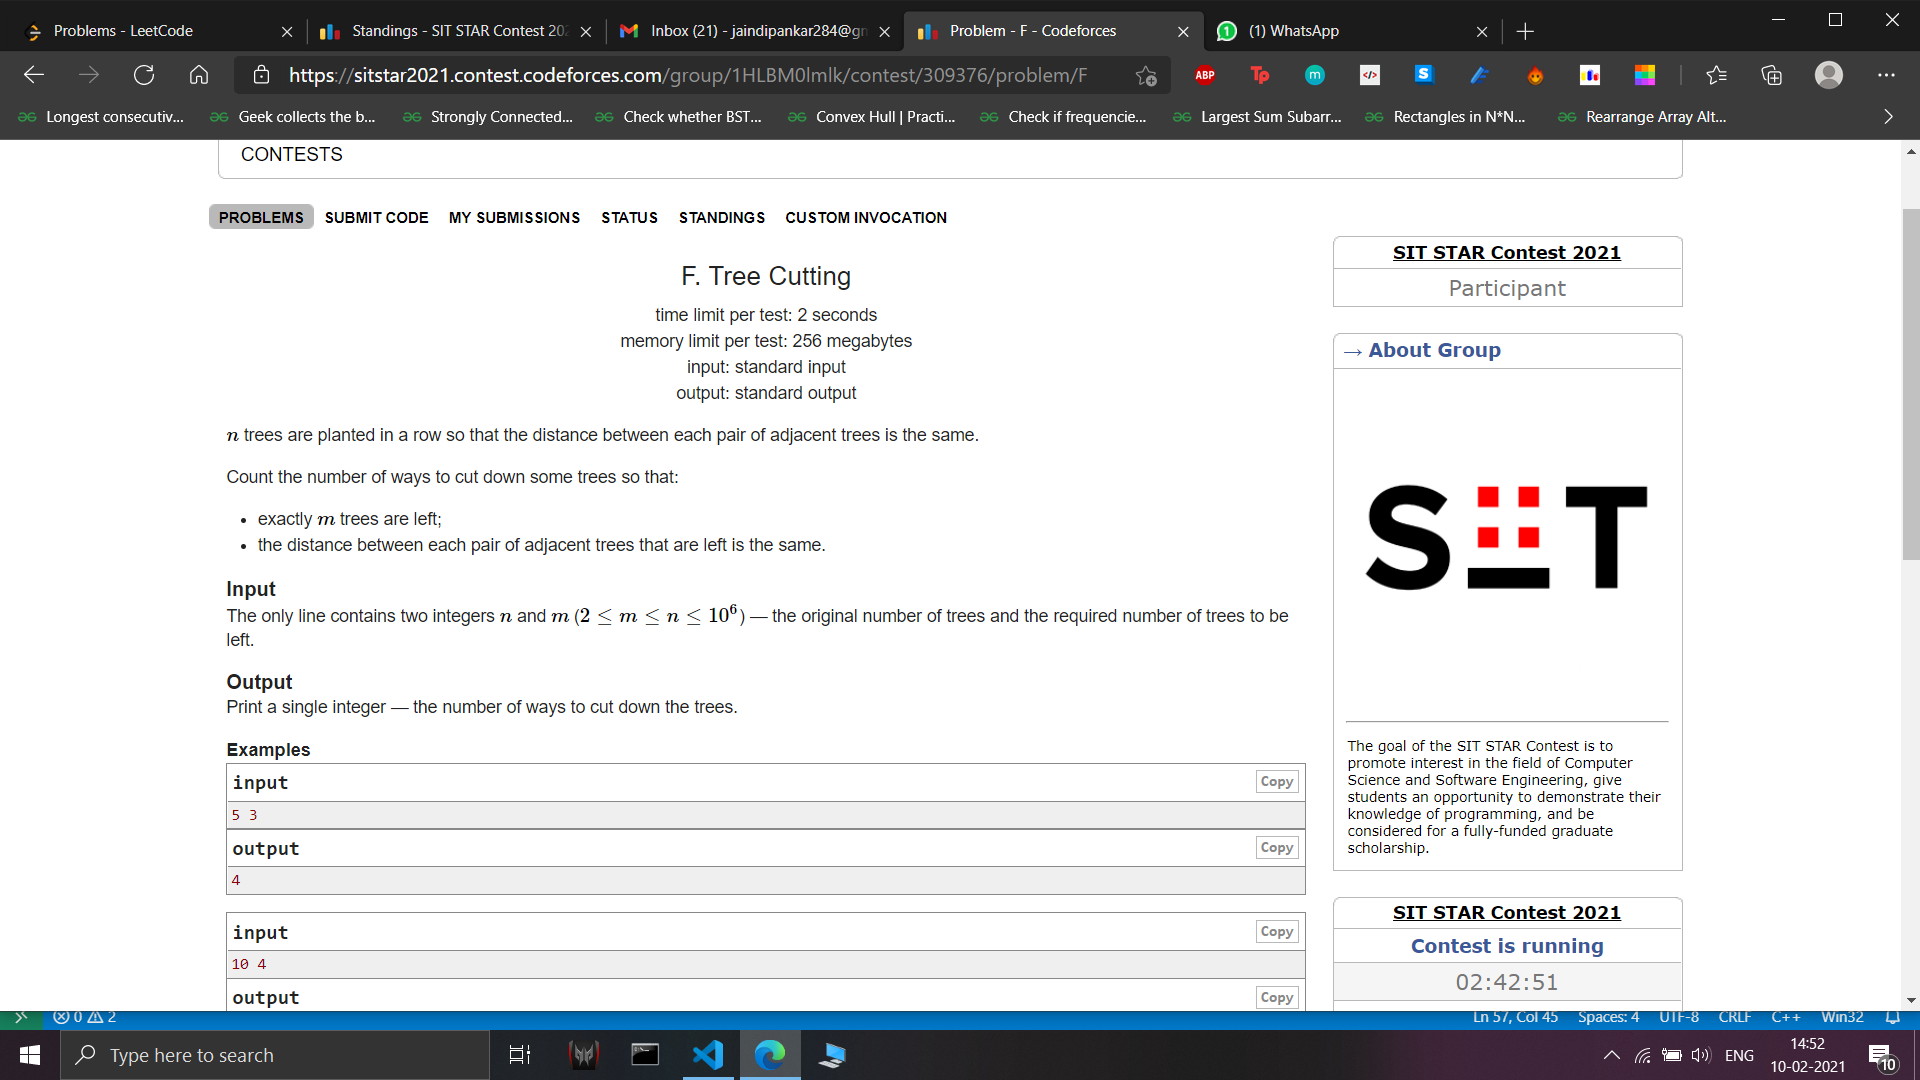 Problems - LeetCode
Standings - SIT STAR Contest 202
Inbox (21) - jaindipankar284@gm
Problem - F - Codeforces
(1) WhatsApp
https://sitstar2021.contest.codeforces.com/group/1HLBM0lmlk/contest/309376/problem/F
ABP
Tp
m
</>
S
Longest consecutiv...
Geek collects the b...
Strongly Connected...
Check whether BST...
Convex Hull | Practi...
Check if frequencie...
Largest Sum Subarr...
Rectangles in N*N...
Rearrange Array Alt...
CONTESTS
PROBLEMS SUBMIT CODE MY SUBMISSIONS STATUS STANDINGS CUSTOM INVOCATION
F. Tree Cutting
time limit per test: 2 seconds
memory limit per test: 256 megabytes
input: standard input
output: standard output
n trees are planted in a row so that the distance between each pair of adjacent trees is the same.
Count the number of ways to cut down some trees so that:
• exactly m trees are left;
• the distance between each pair of adjacent trees that are left is the same.
Input
The only line contains two integers n and m (2 ≤ m ≤ n ≤ 10⁶) — the original number of trees and the required number of trees to be
left.
Output
Print a single integer — the number of ways to cut down the trees.
Examples
input
Copy
5 3
output
Copy
4
input
Copy
10 4
output
Copy
SIT STAR Contest 2021
Participant
→ About Group
S T
The goal of the SIT STAR Contest is to
promote interest in the field of Computer
Science and Software Engineering, give
students an opportunity to demonstrate their
knowledge of programming, and be
considered for a fully-funded graduate
scholarship.
SIT STAR Contest 2021
Contest is running
02:42:51
0 2
Ln 57, Col 45 Spaces: 4 UTF-8 CRLF C++ Win32
Type here to search
ENG
14:52
10-02-2021
10